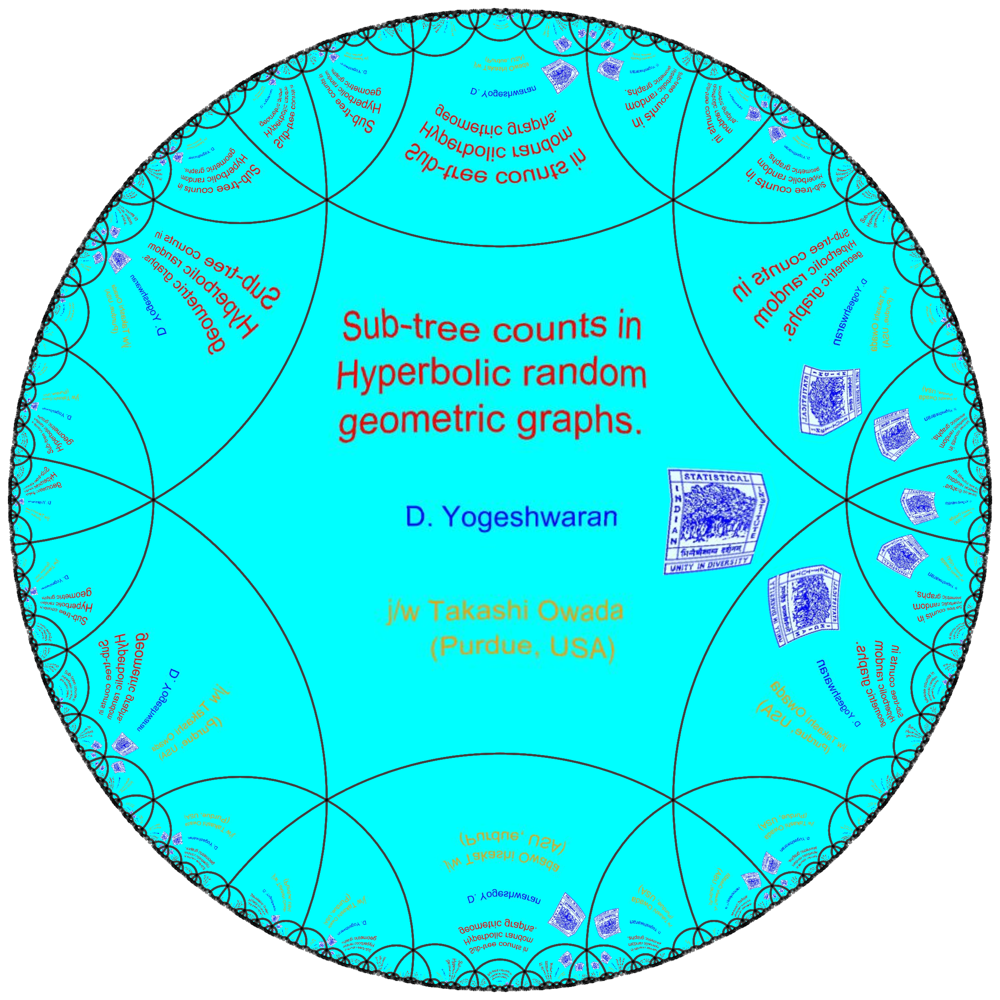 Sub-tree counts in
Hyperbolic random
geometric graphs.
D. Yogeshwaran
STATISTICAL
INDIAN
INSTITUTE
UNITY IN DIVERSITY
j/w Takashi Owada
(Purdue, USA)